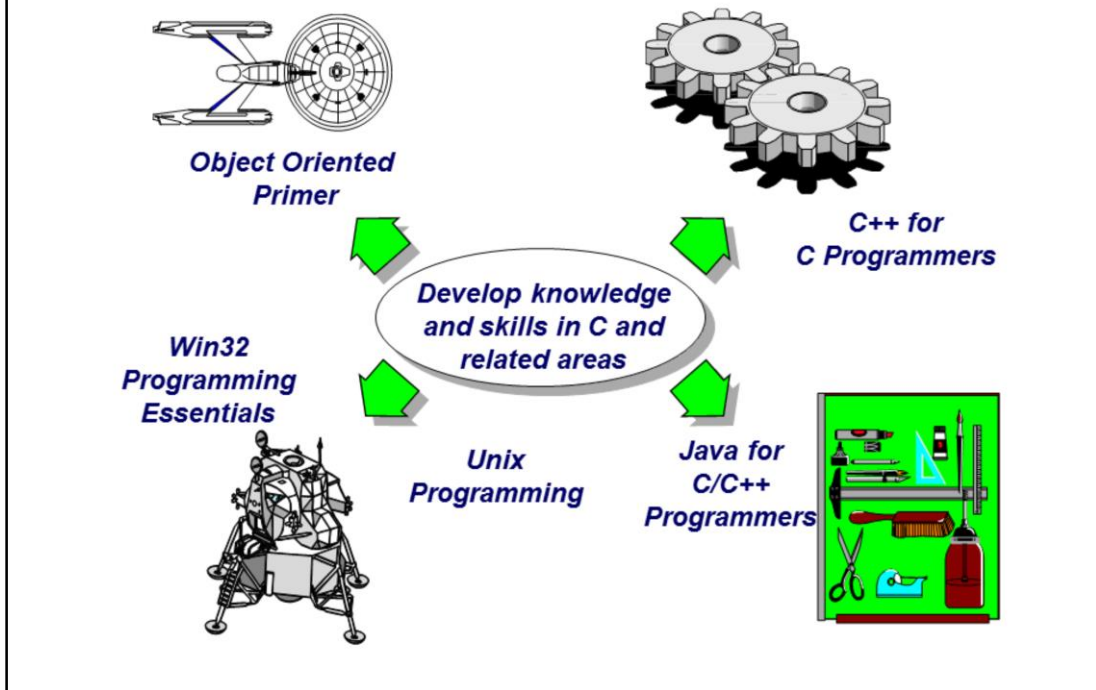 Object Oriented
Primer
C++ for
C Programmers
Develop knowledge
and skills in C and
related areas
Win32
Programming
Essentials
Unix
Programming
Java for
C/C++
Programmers